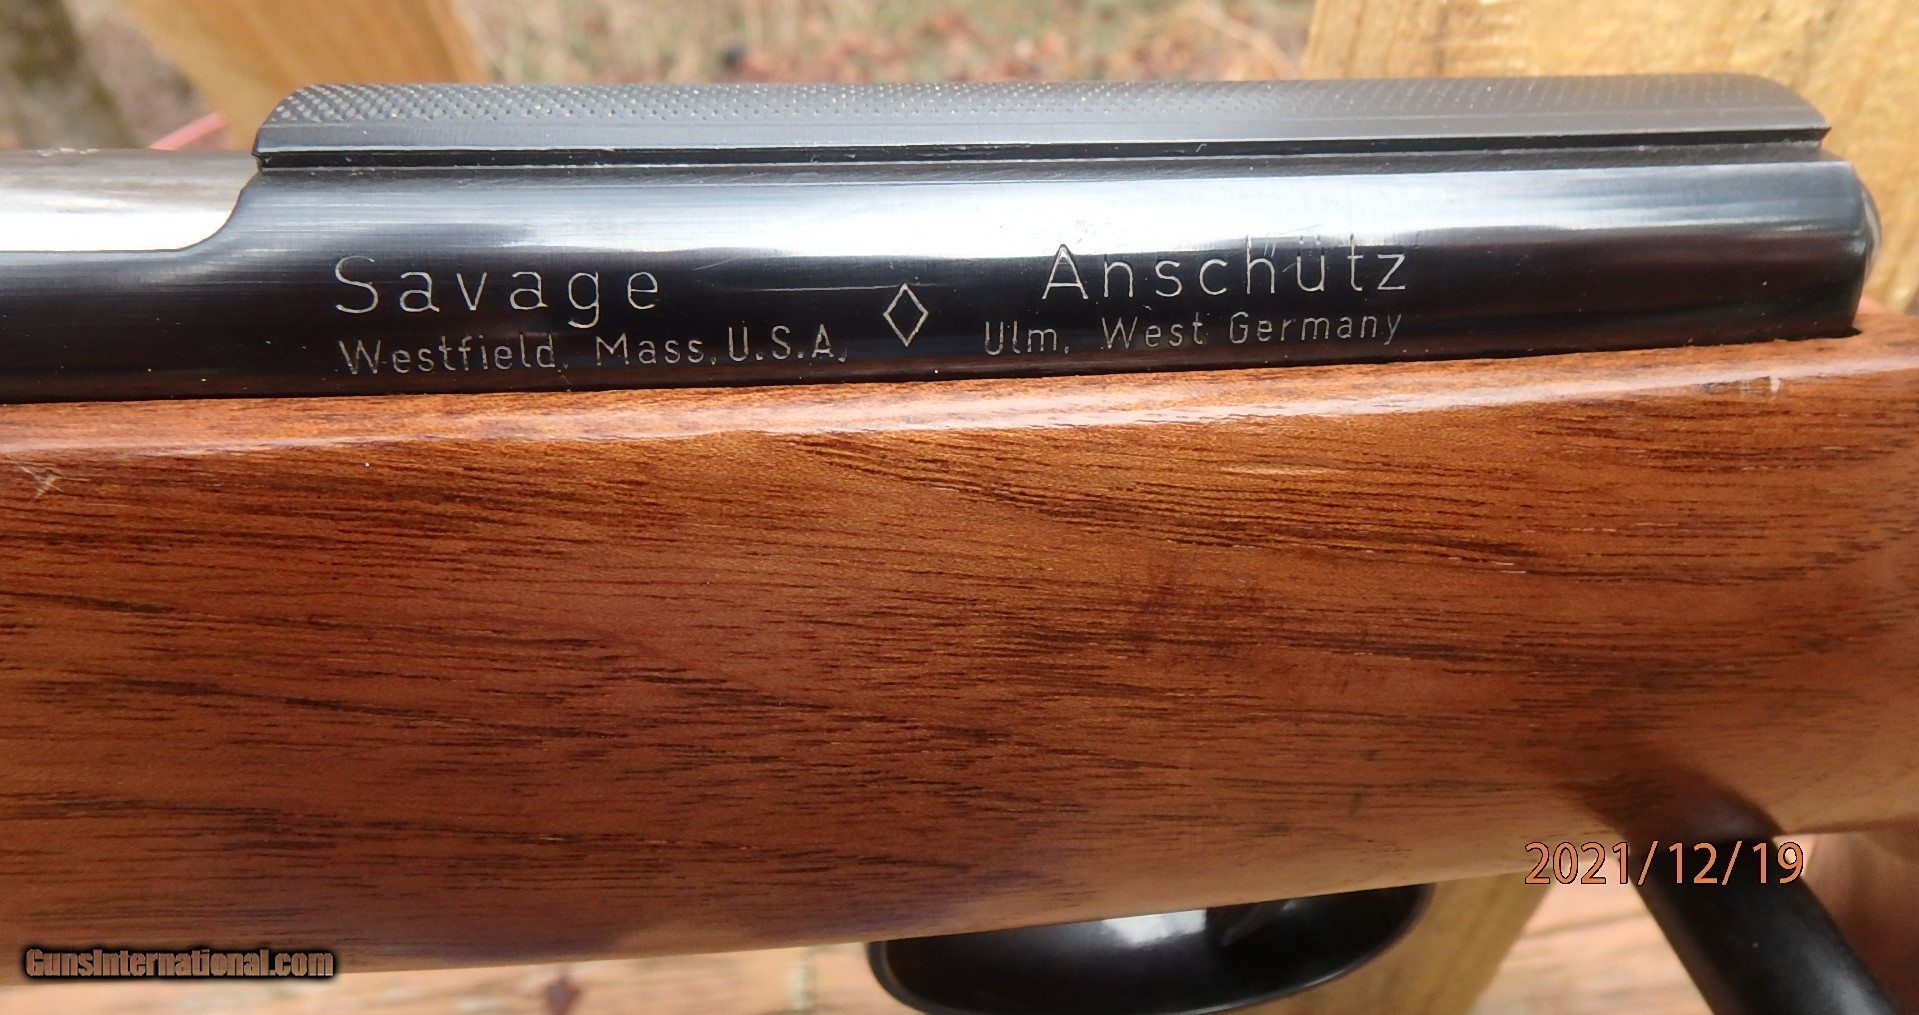 Savage
Westfield, Mass, U.S.A.
Anschütz
Ulm, West Germany
2021/12/19
GunsInternational.com